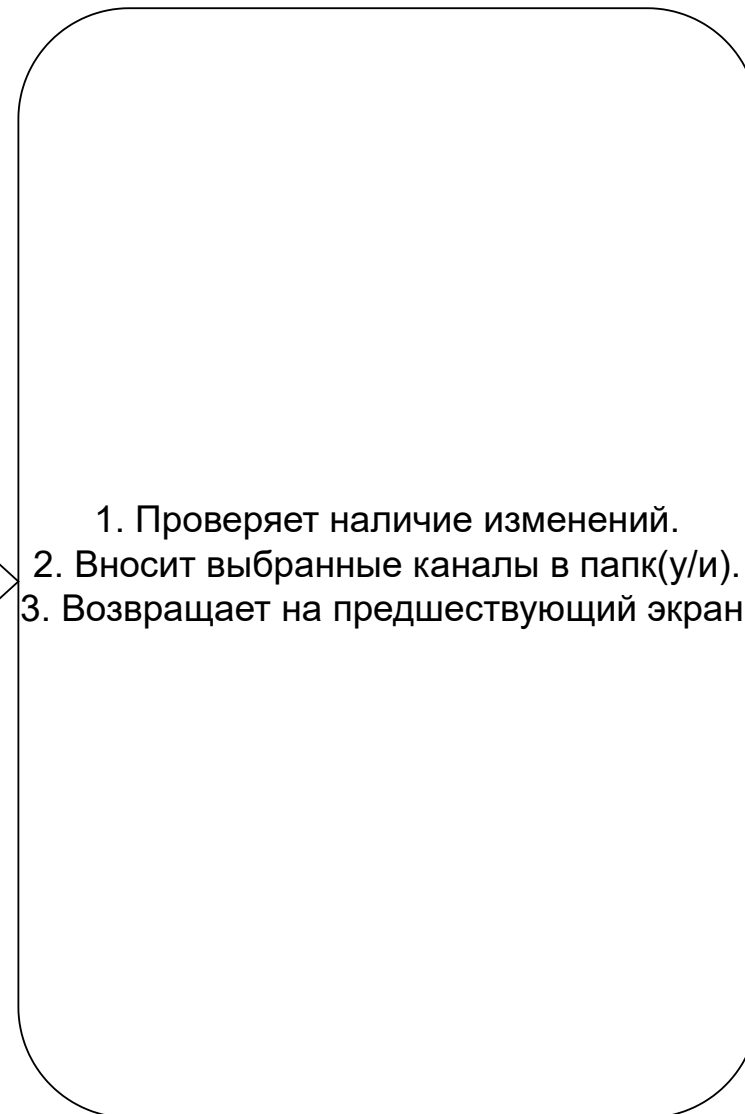 1. Проверяет наличие изменений.
2. Вносит выбранные каналы в папк(у/и).
3. Возвращает на предшествующий экран